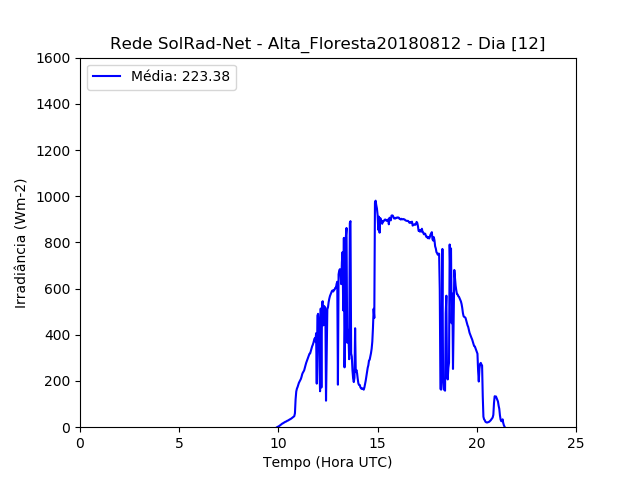 Rede SolRad-Net - Alta_Floresta20180812 - Dia [12]
Média: 223.38
Irradiância (Wm-2)
1600
1400
1200
1000
800
600
400
200
0
0 5 10 15 20 25
Tempo (Hora UTC)